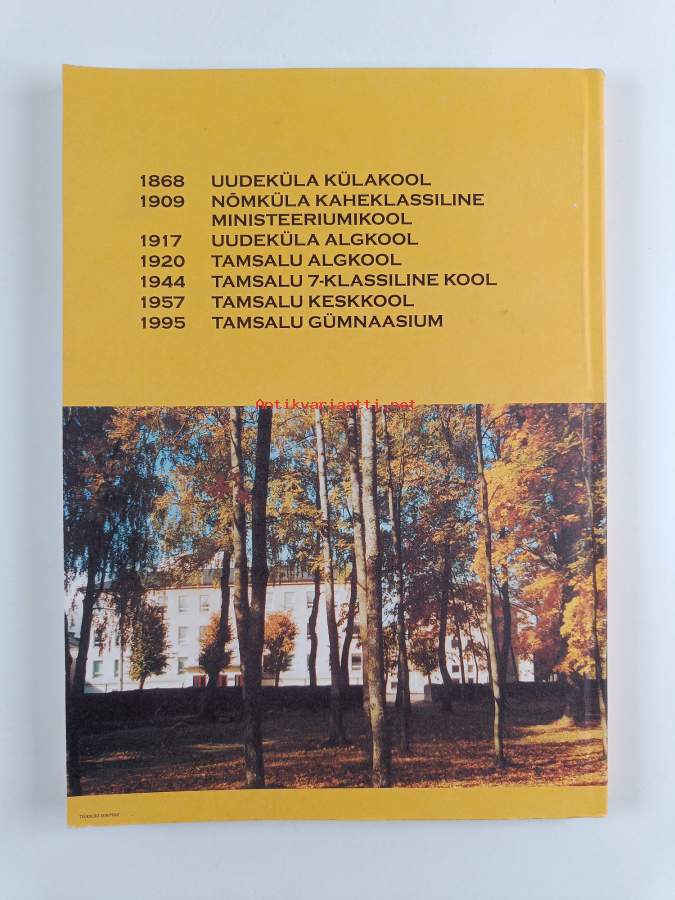 1868 UUDEKÜLA KÜLAKOOL
1909 NÕMKÜLA KAHEKLASSILINE
MINISTEERIUMIKOOL
1917 UUDEKÜLA ALGKOOL
1920 TAMSALU ALGKOOL
1944 TAMSALU 7-KLASSILINE KOOL
1957 TAMSALU KESKKOOL
1995 TAMSALU GÜMNAASIUM
Antikvariaatti.net